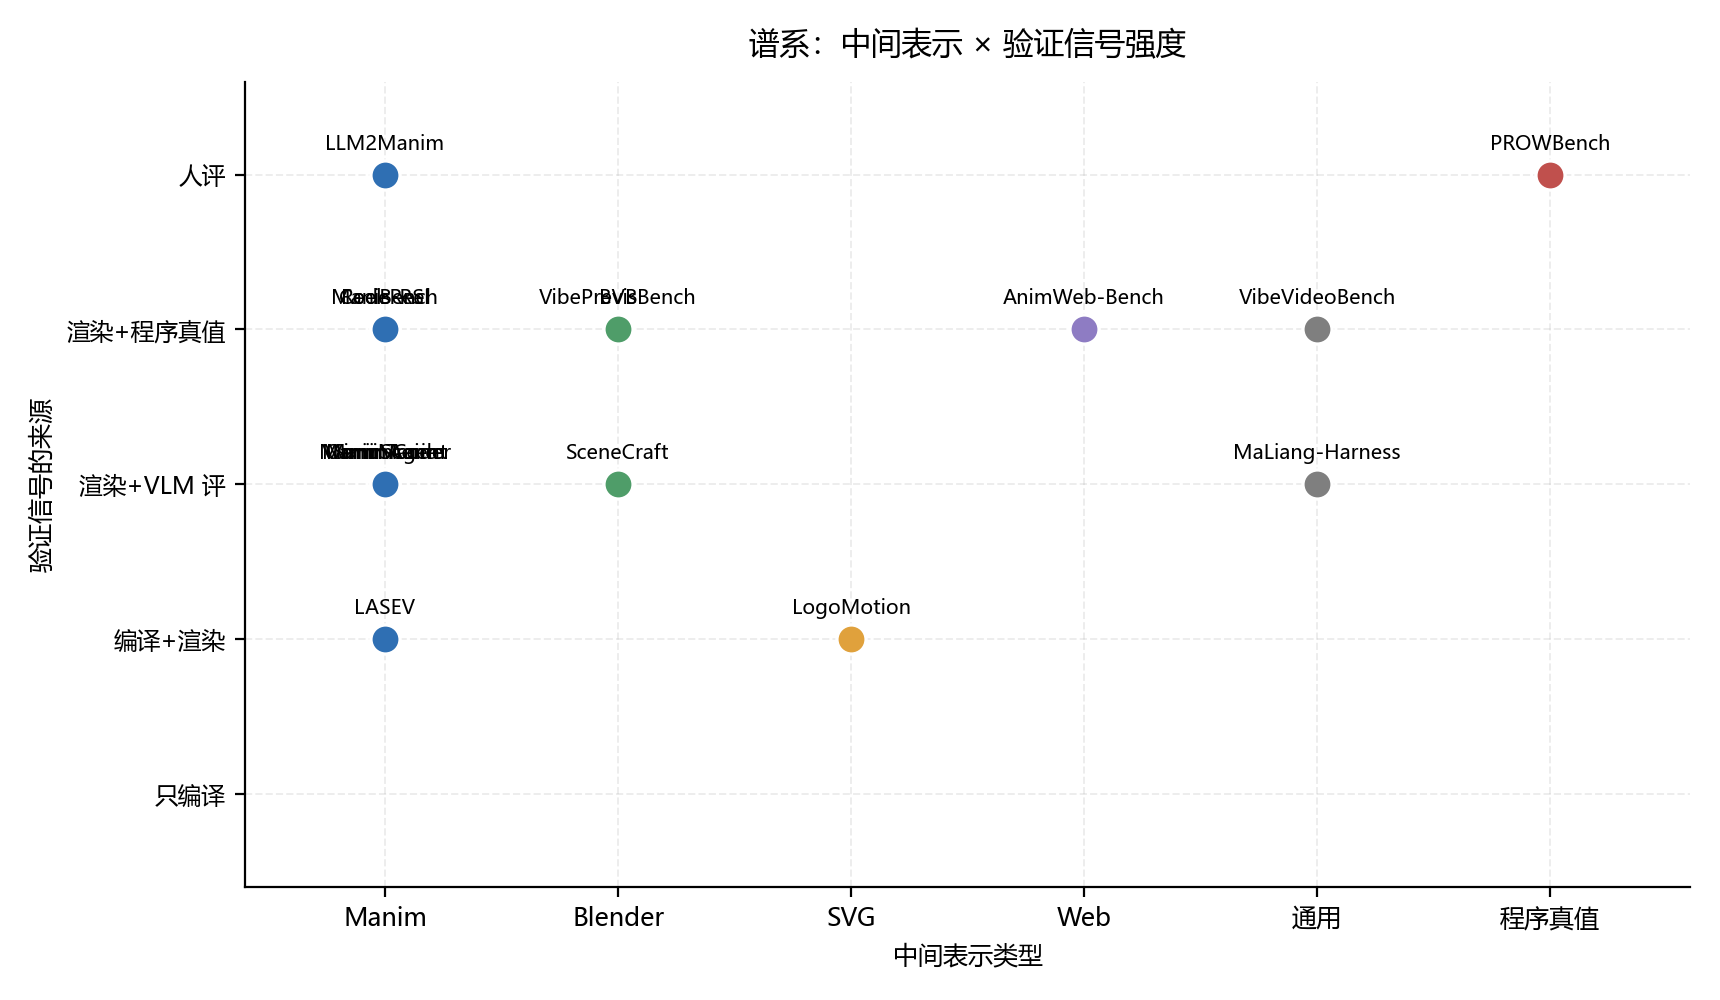 谱系：中间表示 × 验证信号强度
LLM2Manim
PROWBench
人评
AnimWeb-Bench
VibeVideoBench
渲染+程序真值
SceneCraft
MaLiang-Harness
渲染+VLM 评
LASEV
LogoMotion
编译+渲染
只编译
验证信号的来源
Manim
Blender
SVG
Web
通用
程序真值
中间表示类型